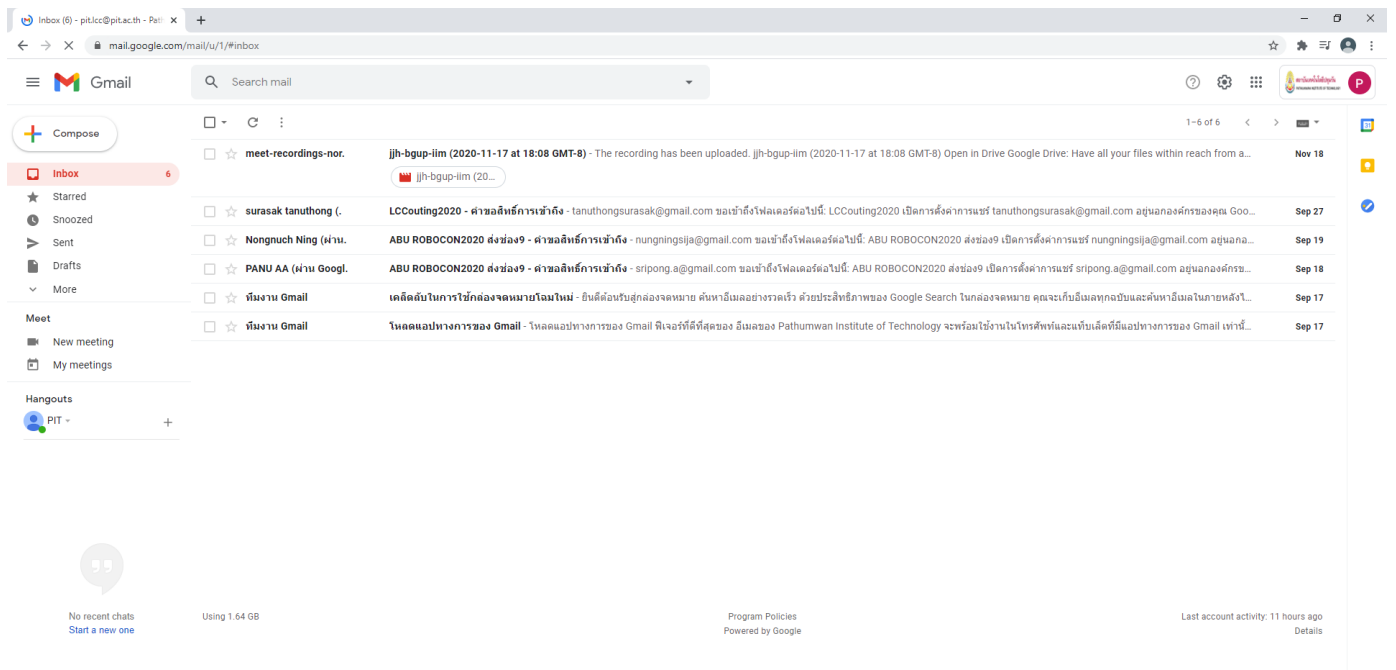 Inbox (6) - pit.lcc@pit.ac.th - Path
mail.google.com/mail/u/1/#inbox
Gmail
Search mail
P
Compose
1–6 of 6
Inbox 6
Starred
Snoozed
Sent
Drafts
More
meet-recordings-nor. jjh-bgup-iim (2020-11-17 at 18:08 GMT-8) - The recording has been uploaded. jjh-bgup-iim (2020-11-17 at 18:08 GMT-8) Open in Drive Google Drive: Have all your files within reach from a... Nov 18
jjh-bgup-iim (20...
surasak tanuthong (. LCCouting2020 - คำขอสิทธิ์การเข้าถึง - tanuthongsurasak@gmail.com ขอเข้าถึงโฟลเดอร์ต่อไปนี้: LCCouting2020 เปิดการตั้งค่าการแชร์ tanuthongsurasak@gmail.com อยู่นอกองค์กรของคุณ Goo... Sep 27
Nongnuch Ning (ผ่าน. ABU ROBOCON2020 ส่งช่อง9 - คำขอสิทธิ์การเข้าถึง - nungningsija@gmail.com ขอเข้าถึงโฟลเดอร์ต่อไปนี้: ABU ROBOCON2020 ส่งช่อง9 เปิดการตั้งค่าการแชร์ nungningsija@gmail.com อยู่นอกอ... Sep 19
PANU AA (ผ่าน Googl. ABU ROBOCON2020 ส่งช่อง9 - คำขอสิทธิ์การเข้าถึง - sripong.a@gmail.com ขอเข้าถึงโฟลเดอร์ต่อไปนี้: ABU ROBOCON2020 ส่งช่อง9 เปิดการตั้งค่าการแชร์ sripong.a@gmail.com อยู่นอกองค์กรข... Sep 18
ทีมงาน Gmail เคล็ดลับในการใช้กล่องจดหมายโฉมใหม่ - ยินดีต้อนรับสู่กล่องจดหมาย ค้นหาอีเมลอย่างรวดเร็ว ด้วยประสิทธิภาพของ Google Search ในกล่องจดหมาย คุณจะเก็บอีเมลทุกฉบับและค้นหาอีเมลในภายหลังไ... Sep 17
ทีมงาน Gmail โหลดแอปทางการของ Gmail - โหลดแอปทางการของ Gmail ฟีเจอร์ที่ดีที่สุดของ อีเมลของ Pathumwan Institute of Technology จะพร้อมใช้งานในโทรศัพท์และแท็บเล็ตที่มีแอปทางการของ Gmail เท่านั้... Sep 17
Meet
New meeting
My meetings
Hangouts
PIT
No recent chats
Start a new one
Using 1.64 GB
Program Policies
Powered by Google
Last account activity: 11 hours ago
Details